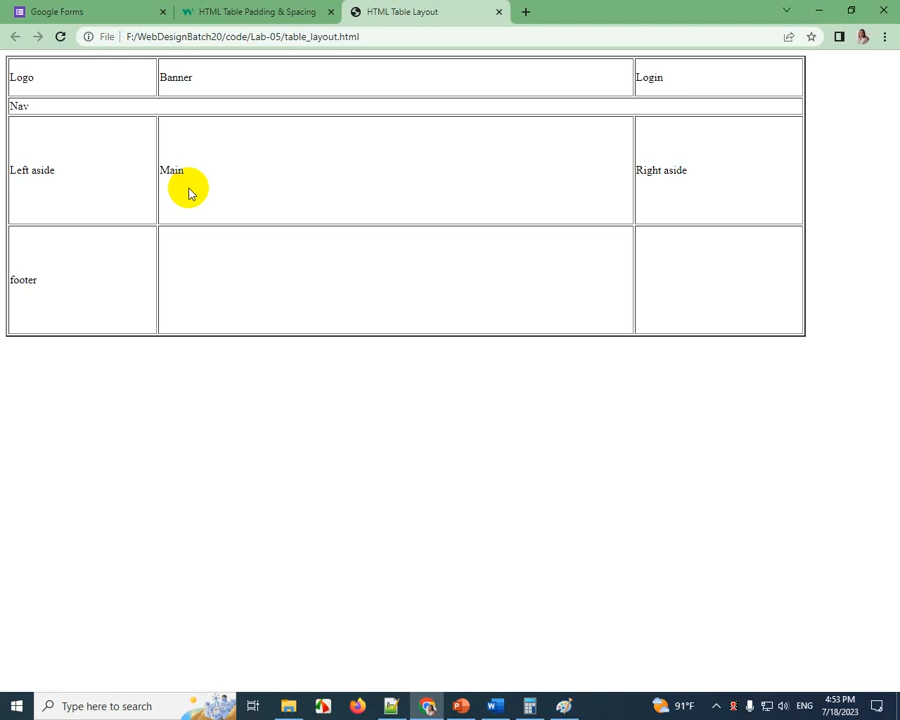 Google Forms
HTML Table Padding & Spacing
HTML Table Layout
File
F:/WebDesignBatch20/code/Lab-05/table_layout.html
Logo
Banner
Login
Nav
Left aside
Main
Right aside
footer
Type here to search
91°F
ENG
4:53 PM
7/18/2023